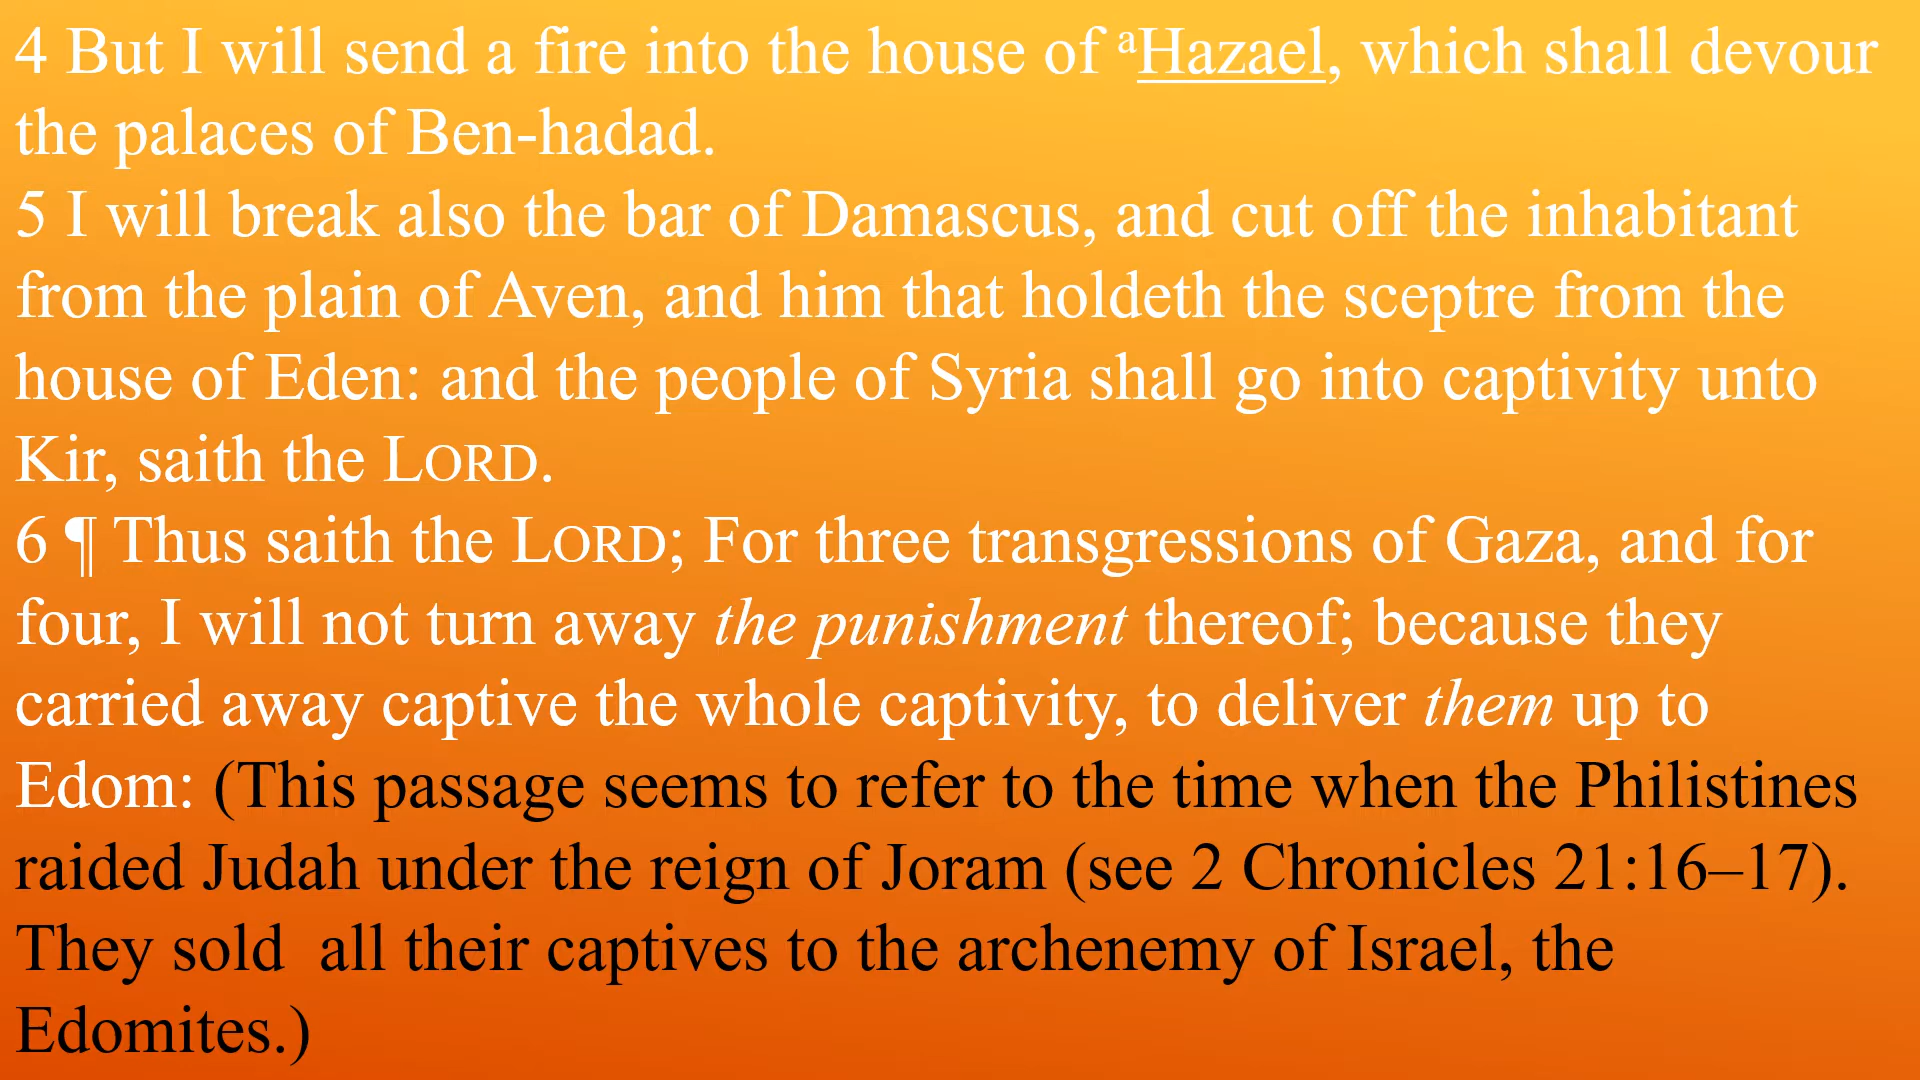 4 But I will send a fire into the house of ᵃHazael, which shall devour
the palaces of Ben-hadad.
5 I will break also the bar of Damascus, and cut off the inhabitant
from the plain of Aven, and him that holdeth the sceptre from the
house of Eden: and the people of Syria shall go into captivity unto
Kir, saith the LORD.
6 ¶ Thus saith the LORD; For three transgressions of Gaza, and for
four, I will not turn away the punishment thereof; because they
carried away captive the whole captivity, to deliver them up to
Edom: (This passage seems to refer to the time when the Philistines
raided Judah under the reign of Joram (see 2 Chronicles 21:16–17).
They sold  all their captives to the archenemy of Israel, the
Edomites.)